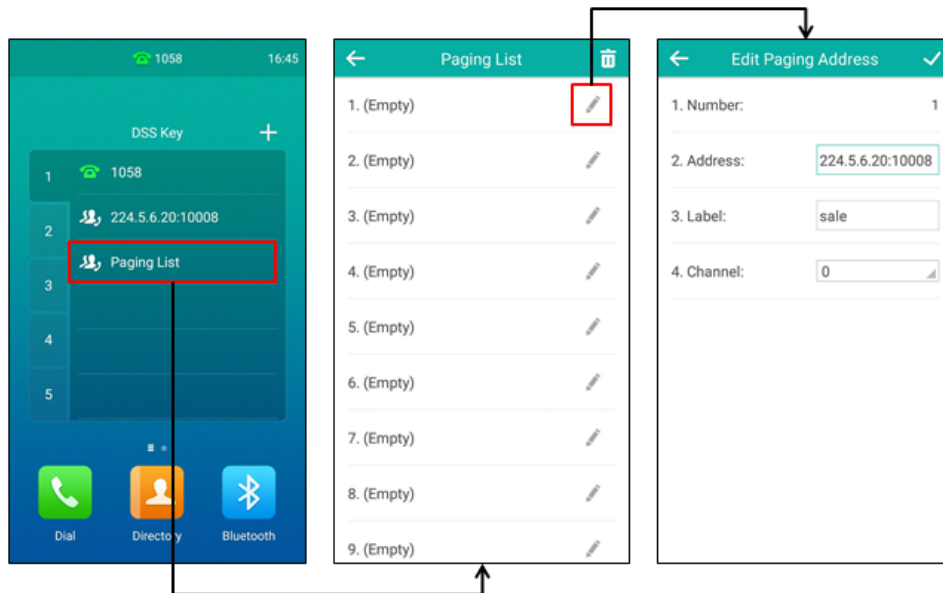 1058 16:45
DSS Key +
1 1058
2 224.5.6.20:10008
Paging List
3
4
5
Dial Directory Bluetooth
Paging List
1. (Empty)
2. (Empty)
3. (Empty)
4. (Empty)
5. (Empty)
6. (Empty)
7. (Empty)
8. (Empty)
9. (Empty)
Edit Paging Address
1. Number: 1
2. Address: 224.5.6.20:10008
3. Label: sale
4. Channel: 0